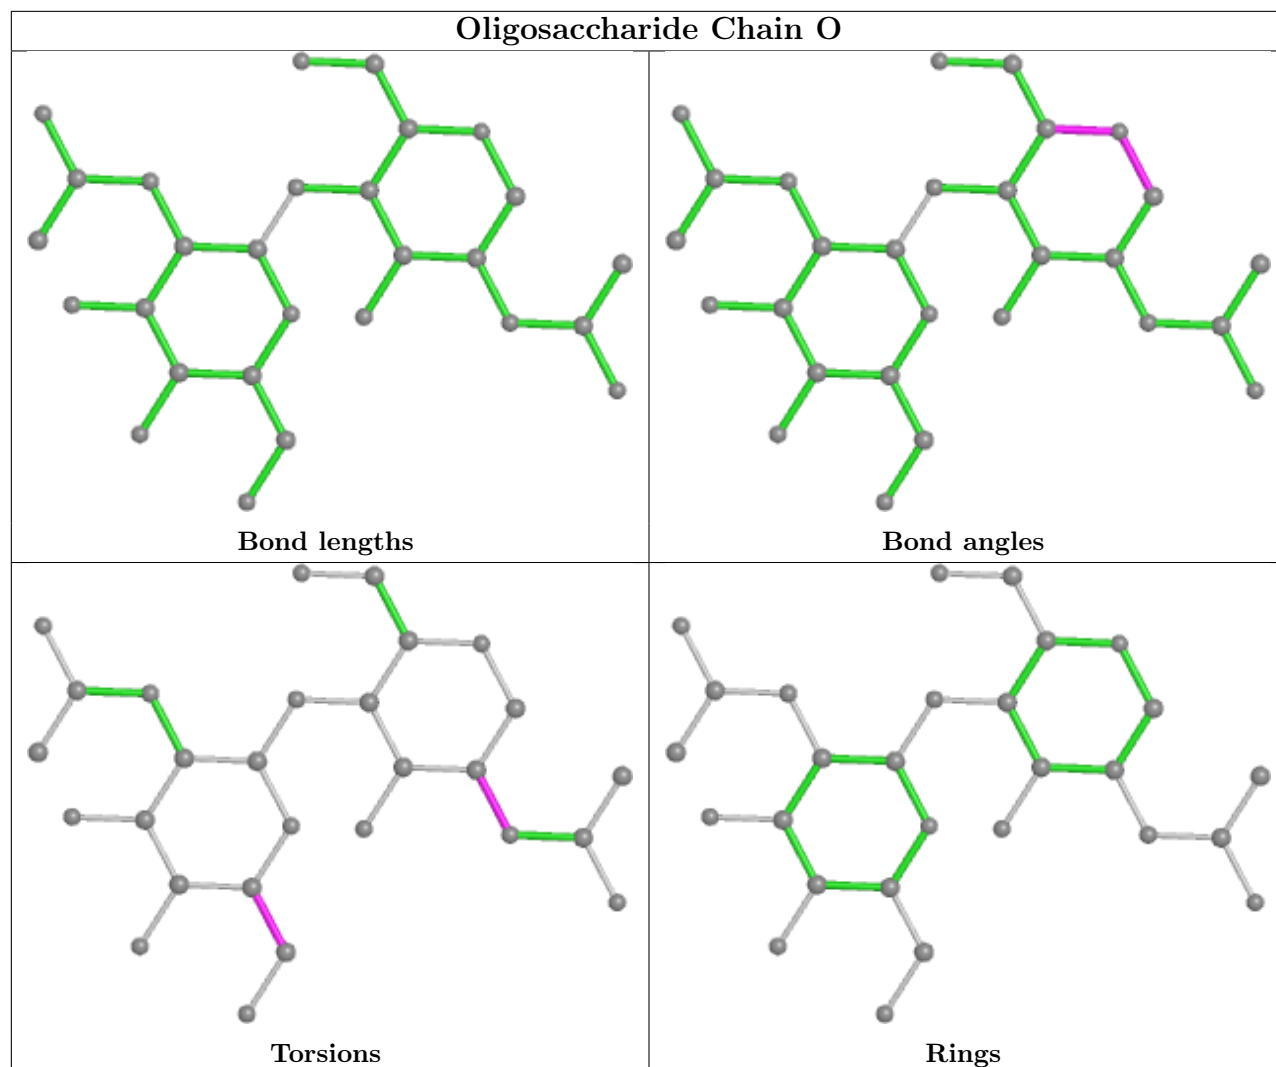 Oligosaccharide Chain O
Bond lengths
Bond angles
Torsions
Rings